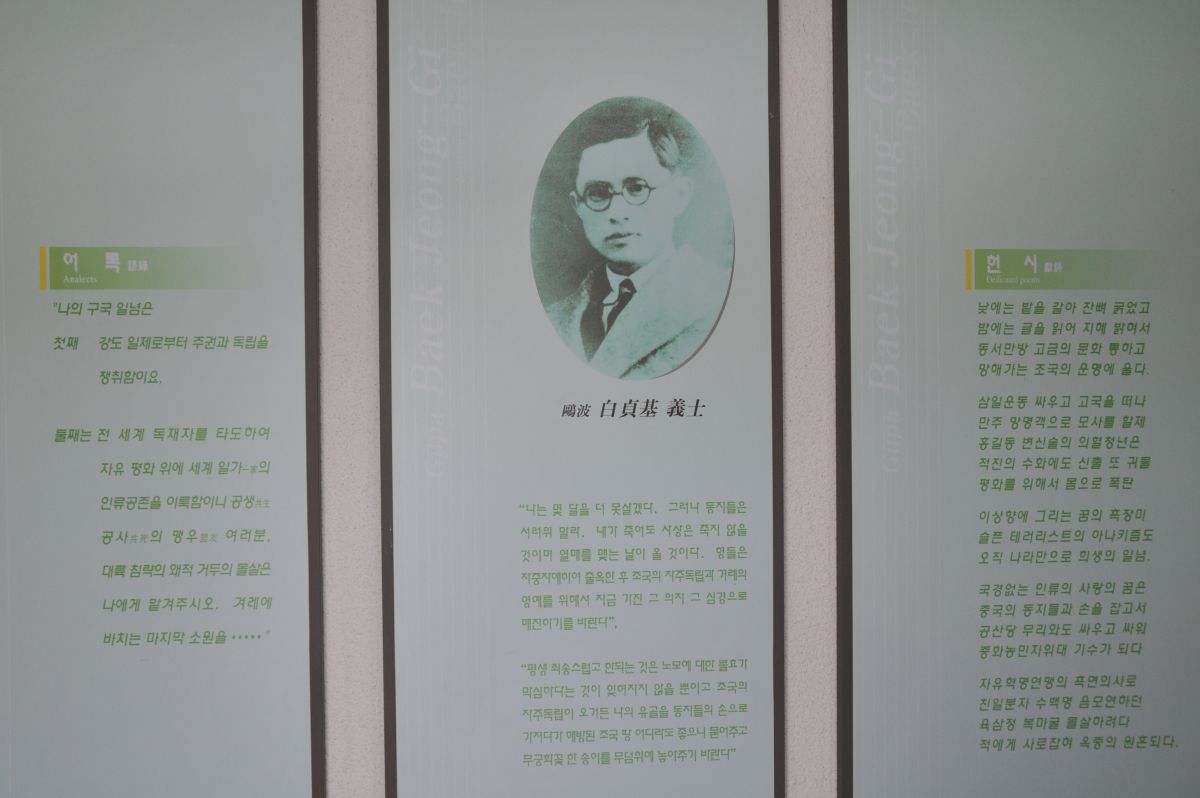 어 록 語錄
Analects
"나의 구국 일념은
첫째 강도 일제로부터 주권과 독립을
쟁취함이요,
둘째는 전 세계 독재자를 타도하여
자유 평화 위에 세계 일가一家의
인류공존을 이룩함이니 공생共生
공사共死의 맹우盟友 여러분,
대륙 침략의 왜적 거두의 몰살은
나에게 맡겨주시오. 겨레에
바치는 마지막 소원을 ·····"
Baek Jeong-Gi
鷗波 白貞基 義士
"나는 몇 달을 더 못살겠다. 그러나 동지들은
서러워 말라. 내가 죽어도 사상은 죽지 않을
것이며 열매를 맺는 날이 올 것이다. 형들은
자중자애하여 출옥한 후 조국의 자주독립과 겨레의
영예를 위해서 지금 가진 그 의지 그 심경으로
매진하기를 바란다".
"평생 죄송스럽고 한되는 것은 노모에 대한 불효가
막심하다는 것이 잊혀지지 않을 뿐이고 조국의
자주독립이 오거든 나의 유골을 동지들의 손으로
가져다가 해방된 조국 땅 어디라도 좋으니 묻어주고
무궁화꽃 한 송이를 무덤위에 놓아주기 바란다"
Baek Jeong-Gi
헌 시 獻詩
Dedicated poems
낮에는 밭을 갈아 잔뼈 굵었고
밤에는 글을 읽어 지혜 밝혀서
동서만방 고금의 문화 통하고
망해가는 조국의 운명에 울다.
삼일운동 싸우고 고국을 떠나
만주 망명객으로 모사를 할제
홍길동 변신술의 의혈청년은
적진의 수화에도 신출 또 귀몰
평화를 위해서 몸으로 폭탄
이상향에 그리는 꿈의 흑장미
슬픈 테러리스트의 아나키즘도
오직 나라만으로 희생의 일념.
국경없는 인류의 사랑의 꿈은
중국의 동지들과 손을 잡고서
공산당 무리와도 싸우고 싸워
중화농민자위대 기수가 되다
자유혁명연맹의 흑면의사로
친일분자 수백명 음모연하던
육삼정 복마굴 몰살하려다
적에게 사로잡혀 옥중의 원혼되다.